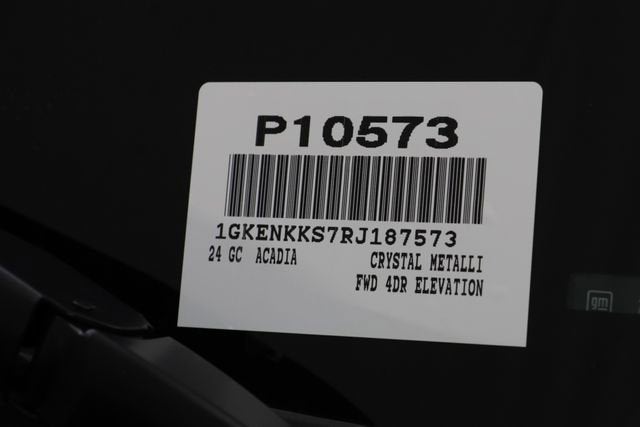 P10573
1GKENKKS7RJ187573
24 GC ACADIA CRYSTAL METALLI
FWD 4DR ELEVATION
gm